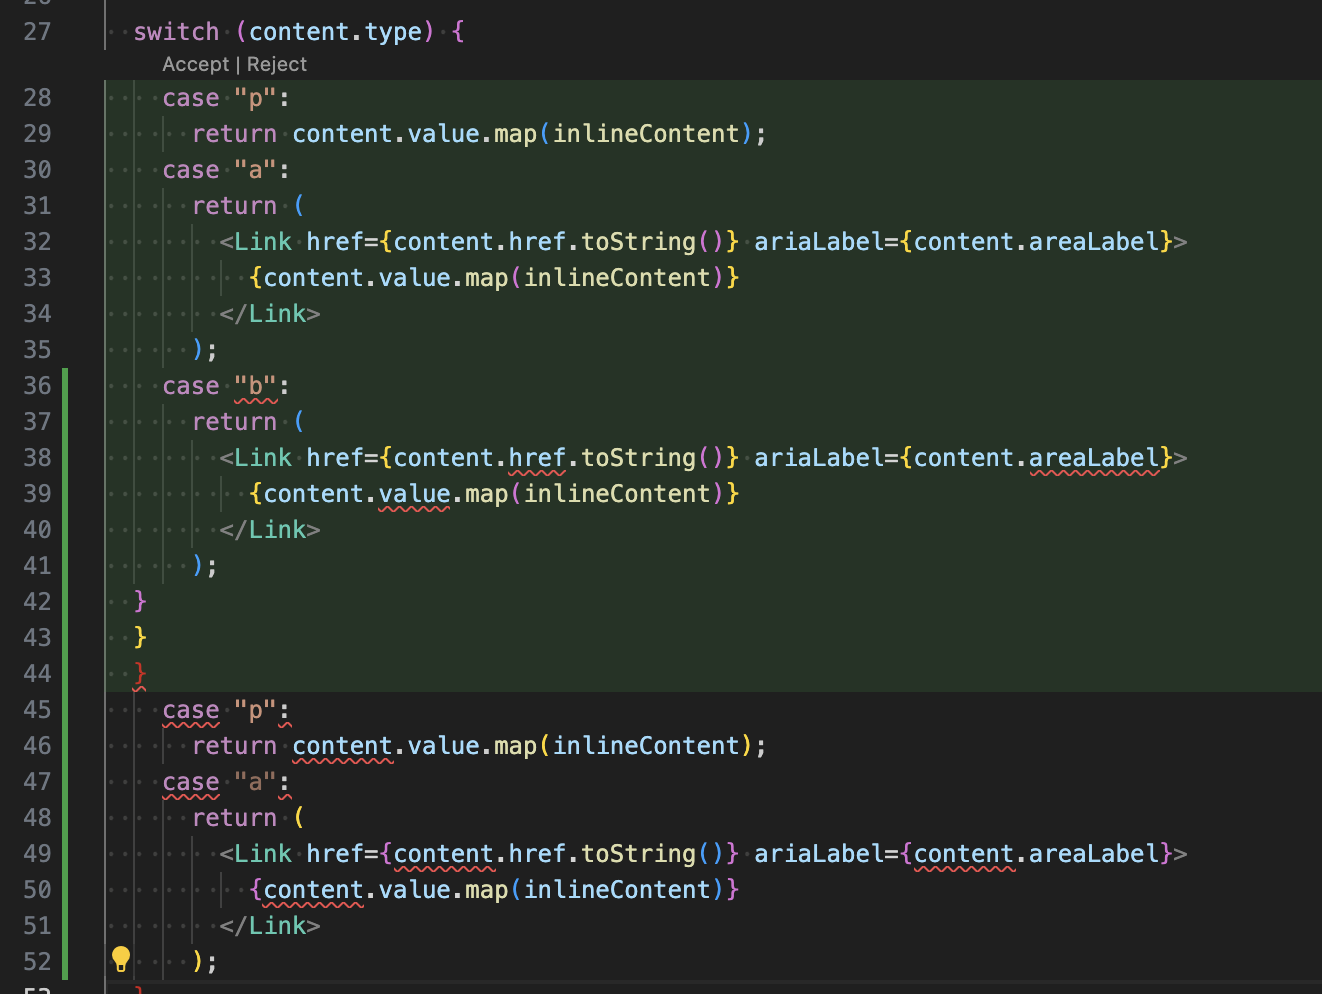 27 switch (content.type) {
Accept | Reject
28 case "p":
29 return content.value.map(inlineContent);
30 case "a":
31 return (
32 <Link href={content.href.toString()} ariaLabel={content.areaLabel}>
33 {content.value.map(inlineContent)}
34 </Link>
35 );
36 case "b":
37 return (
38 <Link href={content.href.toString()} ariaLabel={content.areaLabel}>
39 {content.value.map(inlineContent)}
40 </Link>
41 );
42 }
43 }
44 }
45 case "p":
46 return content.value.map(inlineContent);
47 case "a":
48 return (
49 <Link href={content.href.toString()} ariaLabel={content.areaLabel}>
50 {content.value.map(inlineContent)}
51 </Link>
52 );